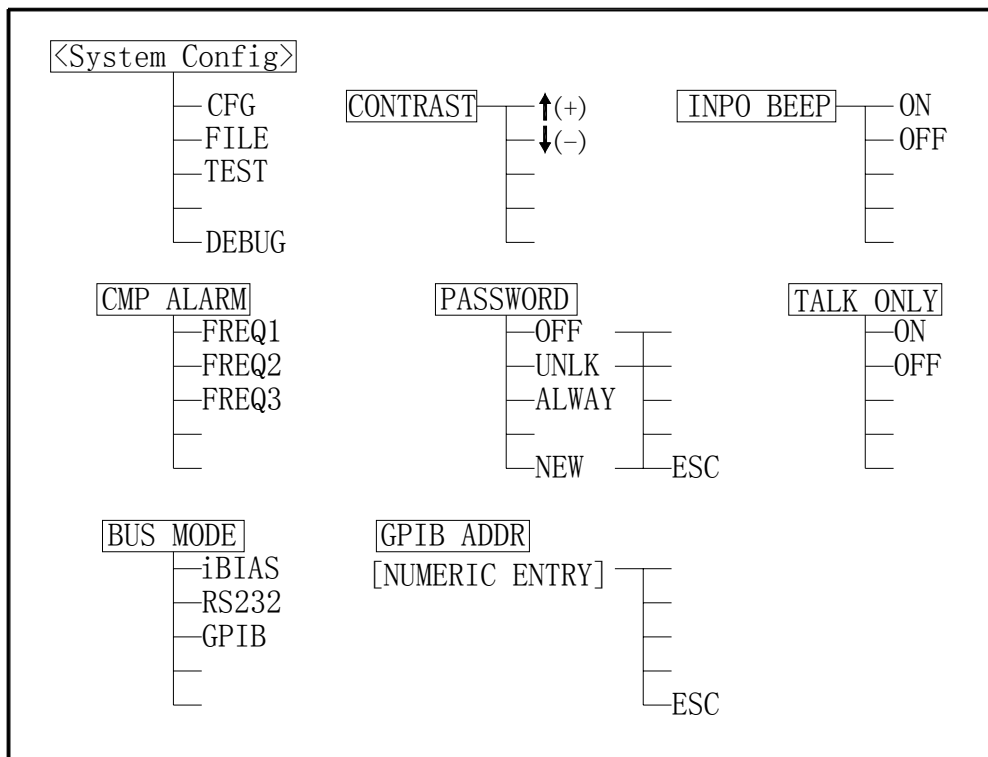 <System Config>
CFG
FILE
TEST
DEBUG
CONTRAST
↑(+)
↓(-)
INPO BEEP
ON
OFF
CMP ALARM
FREQ1
FREQ2
FREQ3
PASSWORD
OFF
UNLK
ALWAY
NEW
ESC
TALK ONLY
ON
OFF
BUS MODE
iBIAS
RS232
GPIB
GPIB ADDR
[NUMERIC ENTRY]
ESC